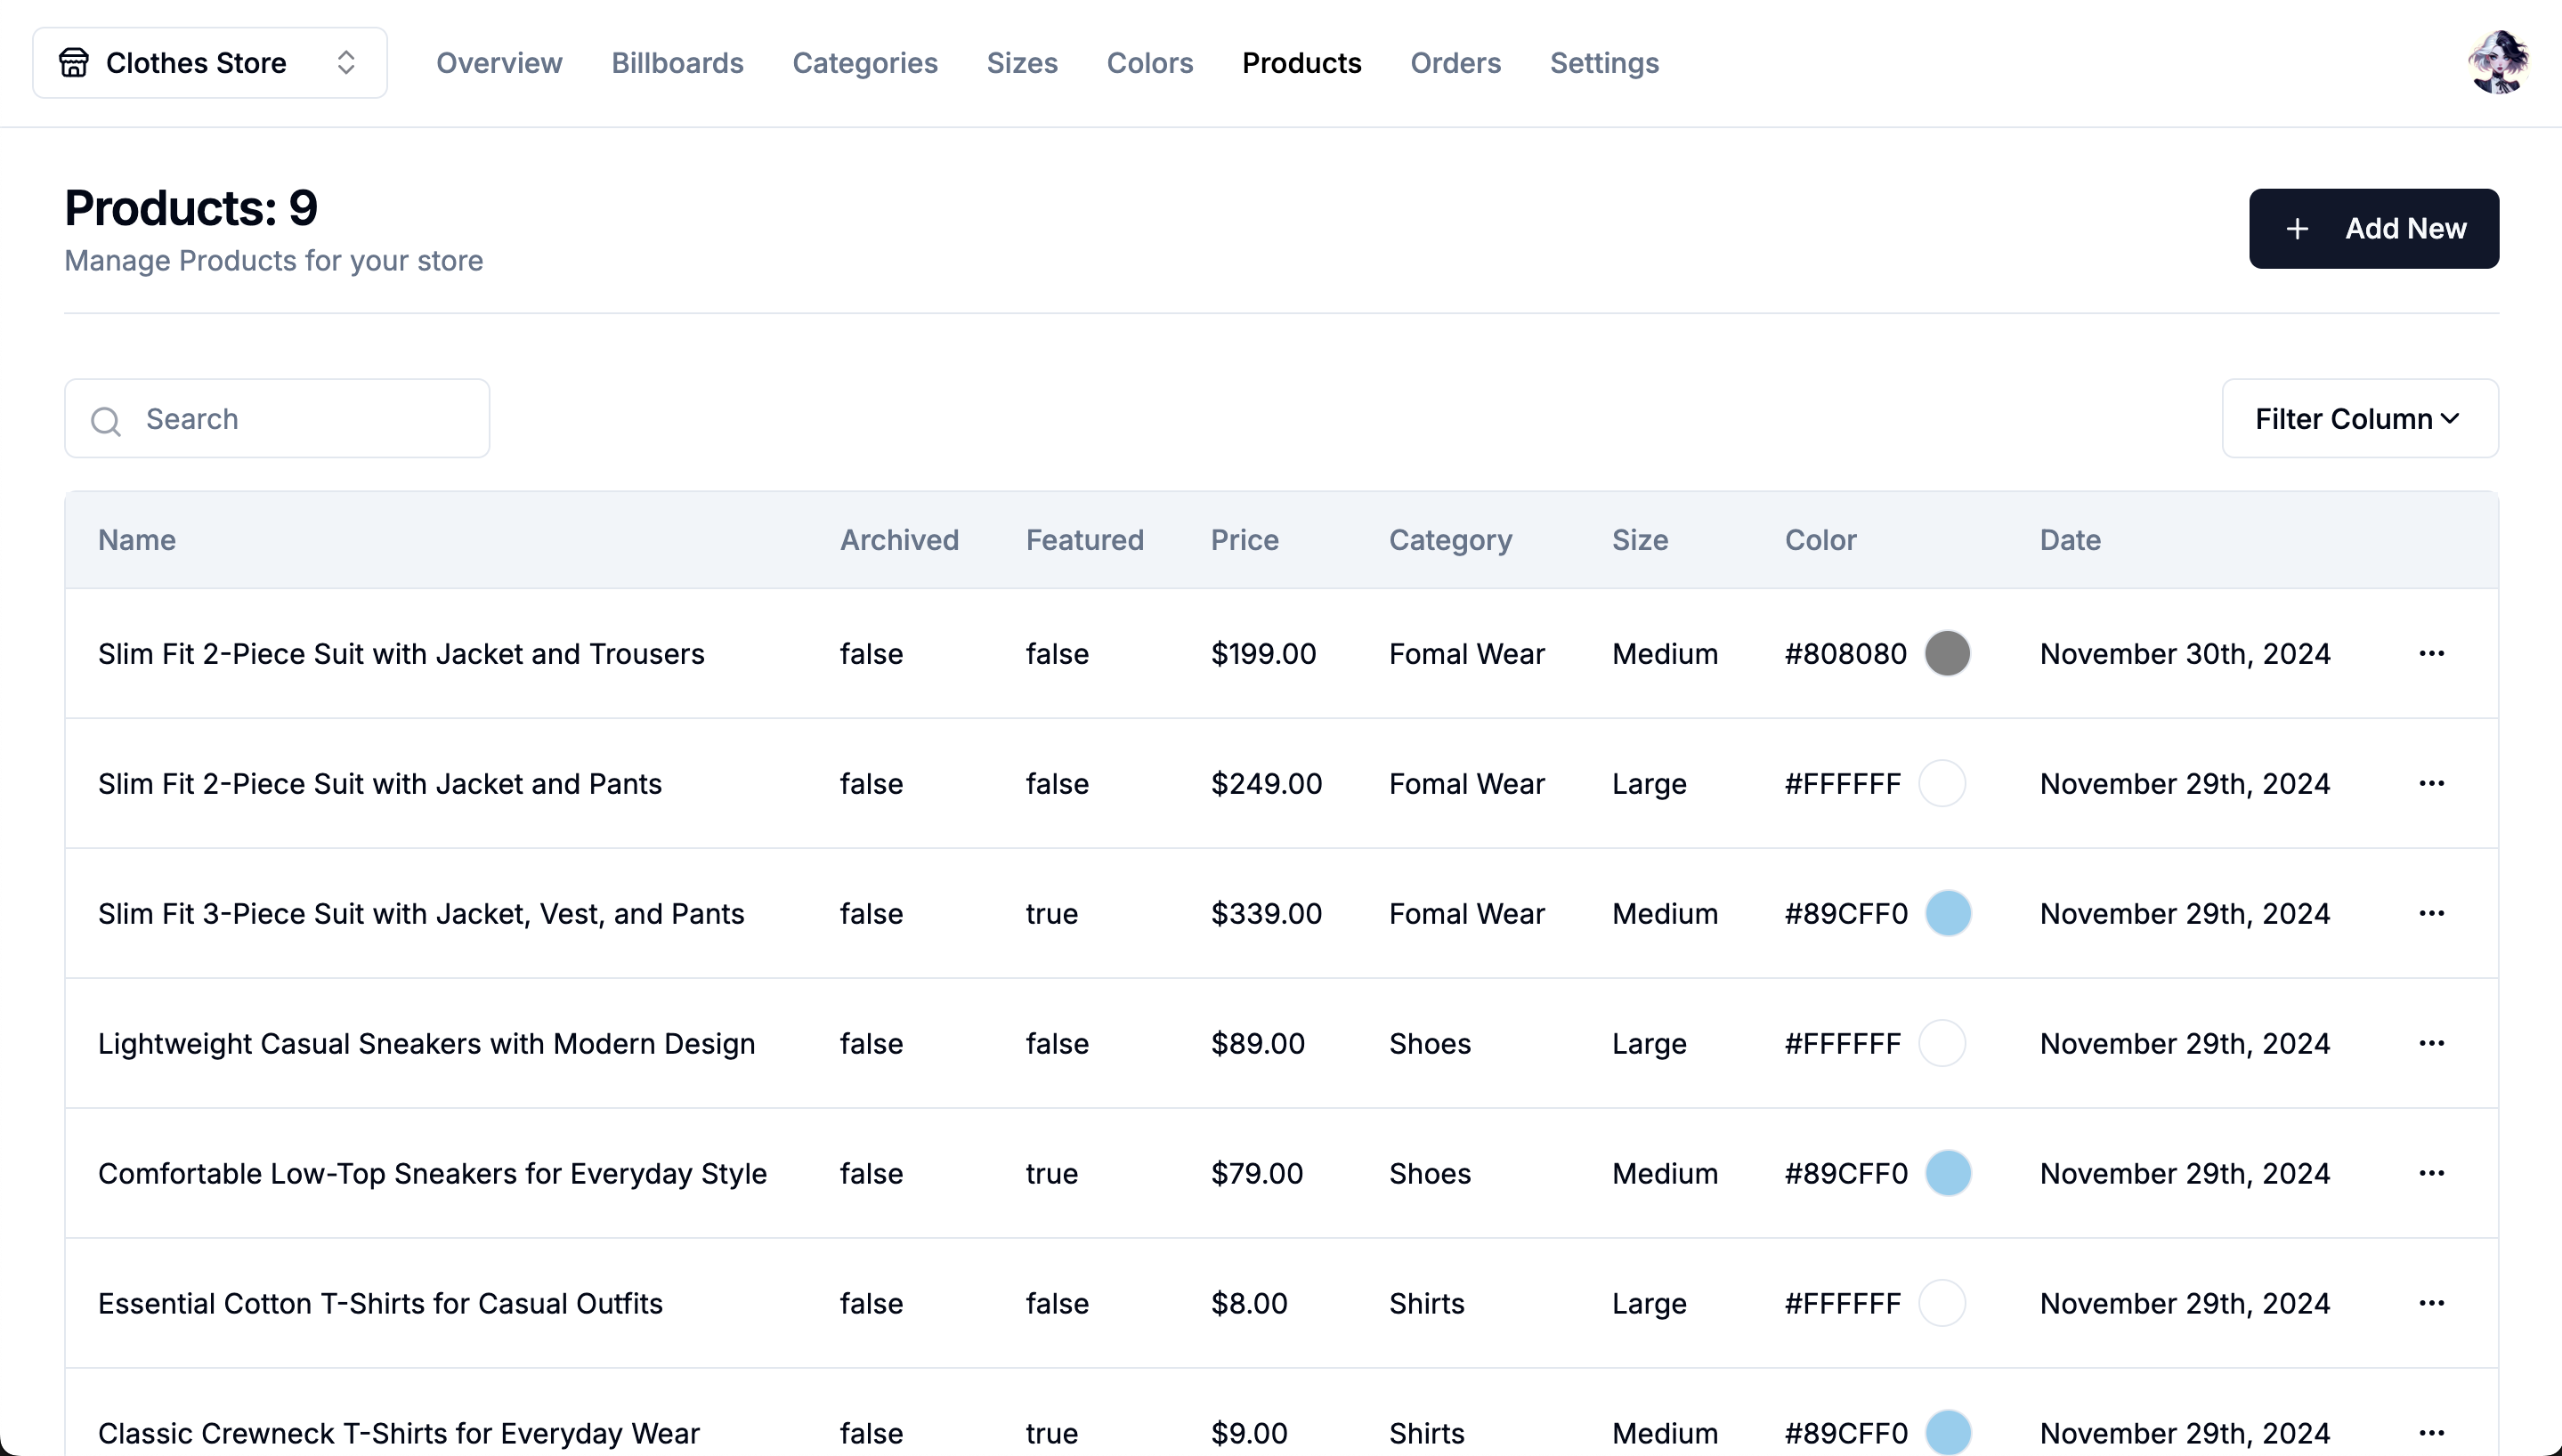 Clothes Store Overview Billboards Categories Sizes Colors Products Orders Settings
Products: 9
Manage Products for your store
+ Add New
Search
Filter Column
Name Archived Featured Price Category Size Color Date
Slim Fit 2-Piece Suit with Jacket and Trousers false false $199.00 Fomal Wear Medium #808080 November 30th, 2024
Slim Fit 2-Piece Suit with Jacket and Pants false false $249.00 Fomal Wear Large #FFFFFF November 29th, 2024
Slim Fit 3-Piece Suit with Jacket, Vest, and Pants false true $339.00 Fomal Wear Medium #89CFF0 November 29th, 2024
Lightweight Casual Sneakers with Modern Design false false $89.00 Shoes Large #FFFFFF November 29th, 2024
Comfortable Low-Top Sneakers for Everyday Style false true $79.00 Shoes Medium #89CFF0 November 29th, 2024
Essential Cotton T-Shirts for Casual Outfits false false $8.00 Shirts Large #FFFFFF November 29th, 2024
Classic Crewneck T-Shirts for Everyday Wear false true $9.00 Shirts Medium #89CFF0 November 29th, 2024